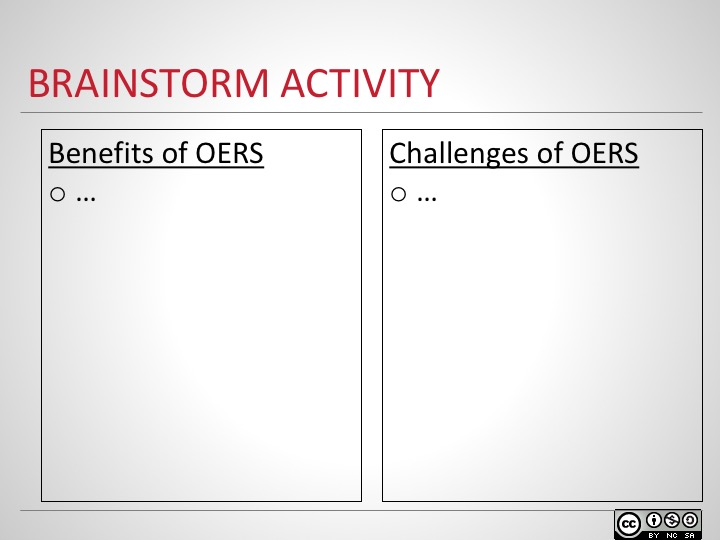 BRAINSTORM ACTIVITY
Benefits of OERS
o ...
Challenges of OERS
o ...
cc
BY NC SA